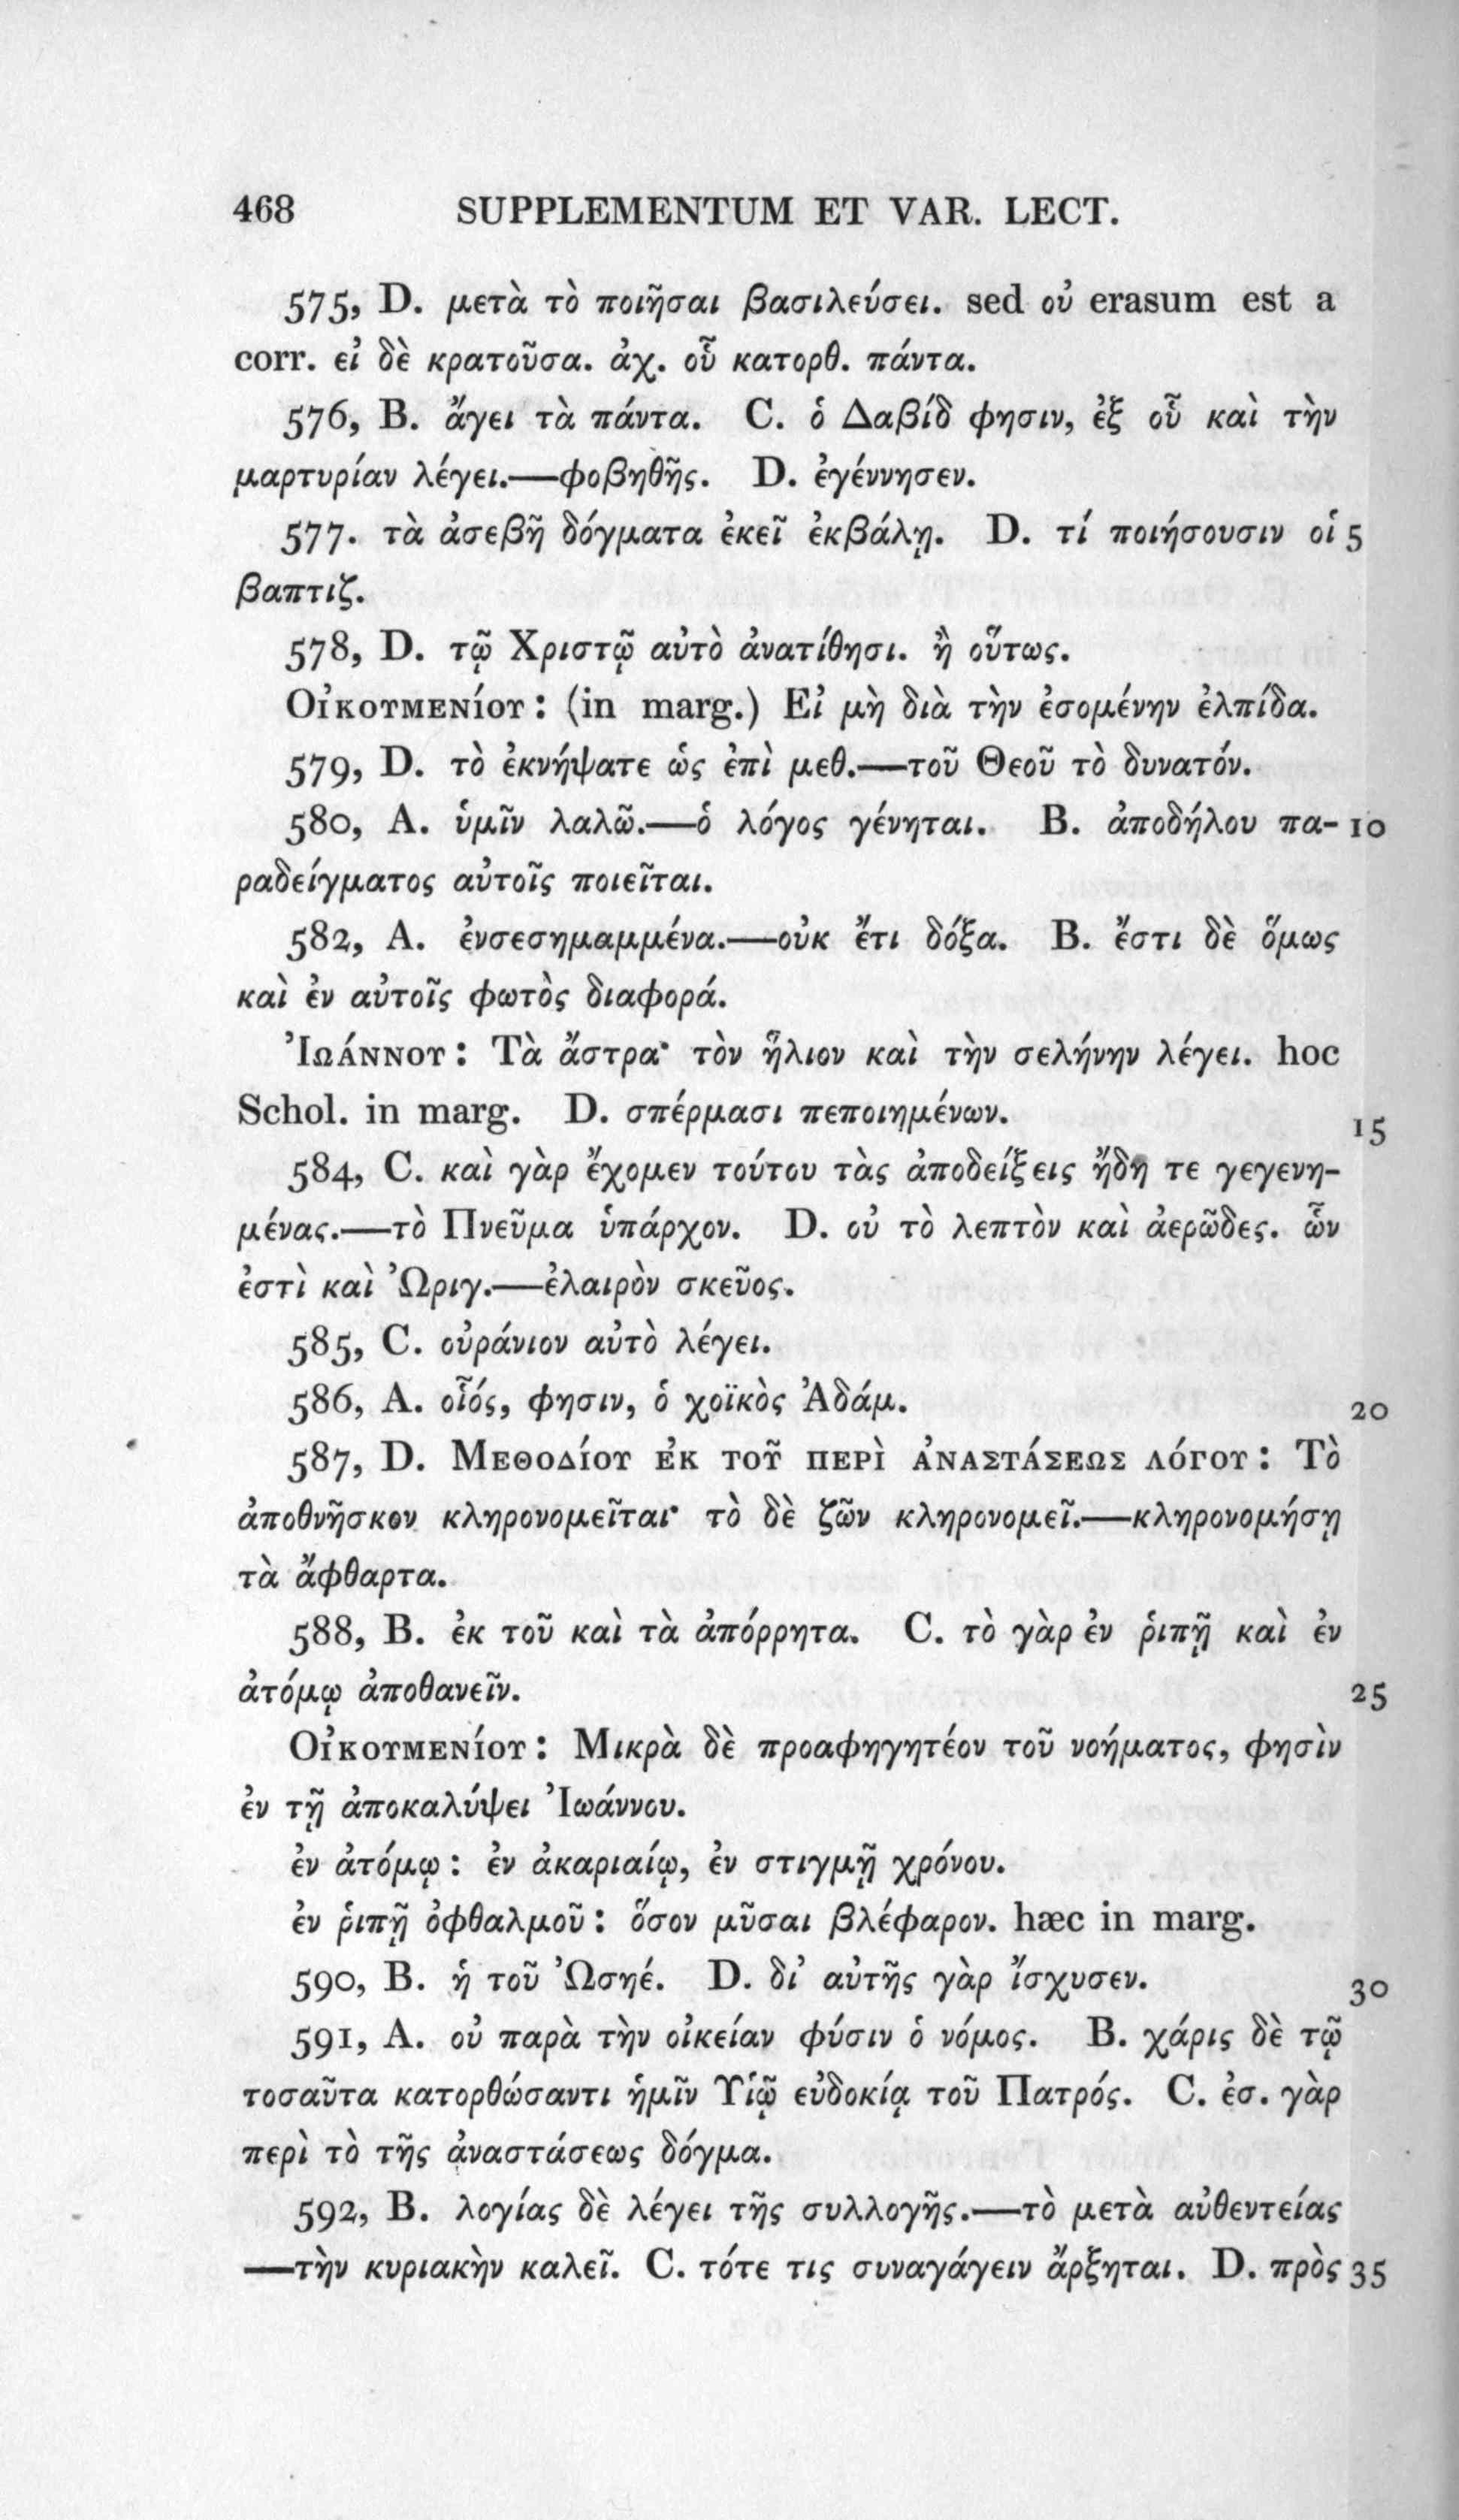 468 SUPPLEMENTUM ET VAR. LECT.
575, D. μετὰ τὸ ποιῆσαι βασιλεύσει. sed οὐ erasum est a
corr. εἰ δὲ κρατοῦσα. ἀχ. οὗ κατορθ. πάντα.
576, B. ἄγει τὰ πάντα. C. ὁ Δαβίδ φησιν, ἐξ οὗ καὶ τὴν
μαρτυρίαν λέγει.—φοβηθῆς. D. ἐγέννησεν.
577. τὰ ἀσεβῆ δόγματα ἐκεῖ ἐκβάλῃ. D. τί ποιήσουσιν οἱ 5
βαπτιζ.
578, D. τῷ Χριστῷ αὐτὸ ἀνατίθησι. ἢ οὕτως.
Οἰκουμενίου: (in marg.) Εἰ μὴ διὰ τὴν ἐσομένην ἐλπίδα.
579, D. τὸ ἐκνήψατε ὡς ἐπὶ μεθ.—τοῦ Θεοῦ τὸ δυνατόν.
580, A. ὑμῖν λαλῶ.—ὁ λόγος γένηται. B. ἀποδήλου πα- 10
ραδείγματος αὐτοῖς ποιεῖται.
582, A. ἐνσεσημαμμένα.—οὐκ ἔτι δόξα. B. ἔστι δὲ ὅμως
καὶ ἐν αὐτοῖς φωτὸς διαφορά.
Ἰωάννου: Τὰ ἄστρα· τὸν ἥλιον καὶ τὴν σελήνην λέγει. hoc
Schol. in marg. D. σπέρμασι πεποιημένων. 15
584, C. καὶ γὰρ ἔχομεν τούτου τὰς ἀποδείξεις ἤδη τε γεγενη-
μένας.—τὸ Πνεῦμα ὑπάρχον. D. οὐ τὸ λεπτὸν καὶ ἀερῶδες. ὧν
ἐστὶ καὶ Ὠριγ.—ἐλαιρὸν σκεῦος.
585, C. οὐράνιον αὐτὸ λέγει.
586, A. οἷός, φησιν, ὁ χοϊκὸς Ἀδάμ. 20
587, D. Μεθοδίου ἐκ τοῦ περὶ ἀναστάσεως λόγου: Τὸ
ἀποθνῆσκον κληρονομεῖται· τὸ δὲ ζῶν κληρονομεῖ.—κληρονομήσῃ
τὰ ἄφθαρτα.
588, B. ἐκ τοῦ καὶ τὰ ἀπόρρητα. C. τὸ γὰρ ἐν ῥιπῇ καὶ ἐν
ἀτόμῳ ἀποθανεῖν. 25
Οἰκουμενίου: Μικρὰ δὲ προαφηγητέον τοῦ νοήματος, φησὶν
ἐν τῇ ἀποκαλύψει Ἰωάννου.
ἐν ἀτόμῳ: ἐν ἀκαριαίῳ, ἐν στιγμῇ χρόνου.
ἐν ῥιπῇ ὀφθαλμοῦ: ὅσον μῦσαι βλέφαρον. hæc in marg.
590, B. ἡ τοῦ Ὠσηέ. D. δι᾽ αὐτῆς γὰρ ἴσχυσεν. 30
591, A. οὐ παρὰ τὴν οἰκείαν φύσιν ὁ νόμος. B. χάρις δὲ τῷ
τοσαῦτα κατορθώσαντι ἡμῖν Υἱῷ εὐδοκίᾳ τοῦ Πατρός. C. ἐσ. γὰρ
περὶ τὸ τῆς ἀναστάσεως δόγμα.
592, B. λογίας δὲ λέγει τῆς συλλογῆς.—τὸ μετὰ αὐθεντείας
—τὴν κυριακὴν καλεῖ. C. τότε τις συναγάγειν ἄρξηται. D. πρὸς 35